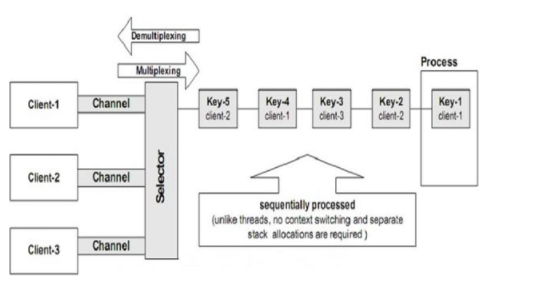 Demultiplexing
Multiplexing
Process
Client-1
Channel
Key-5
client-2
Key-4
client-1
Key-3
client-3
Key-2
client-2
Key-1
client-1
Client-2
Channel
Selector
Client-3
Channel
sequentially processed
(unlike threads, no context switching and separate
stack allocations are required )